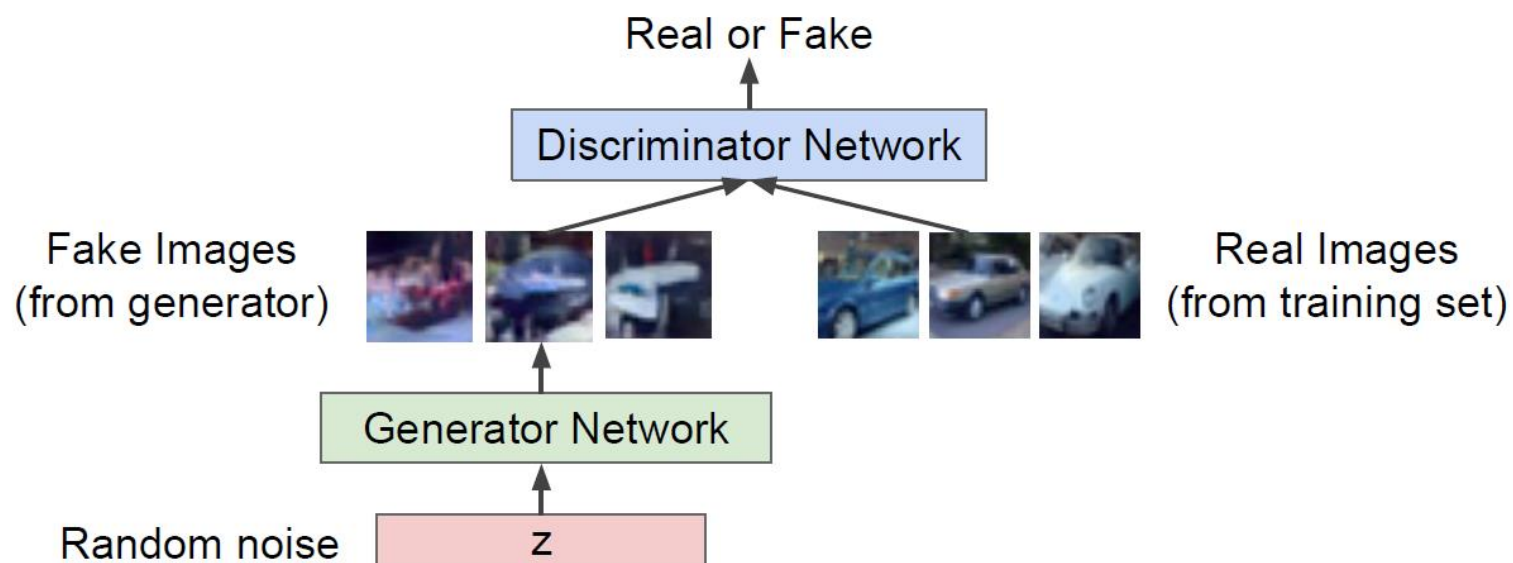 Real or Fake
Discriminator Network
Fake Images
(from generator)
Real Images
(from training set)
Generator Network
Random noise
z